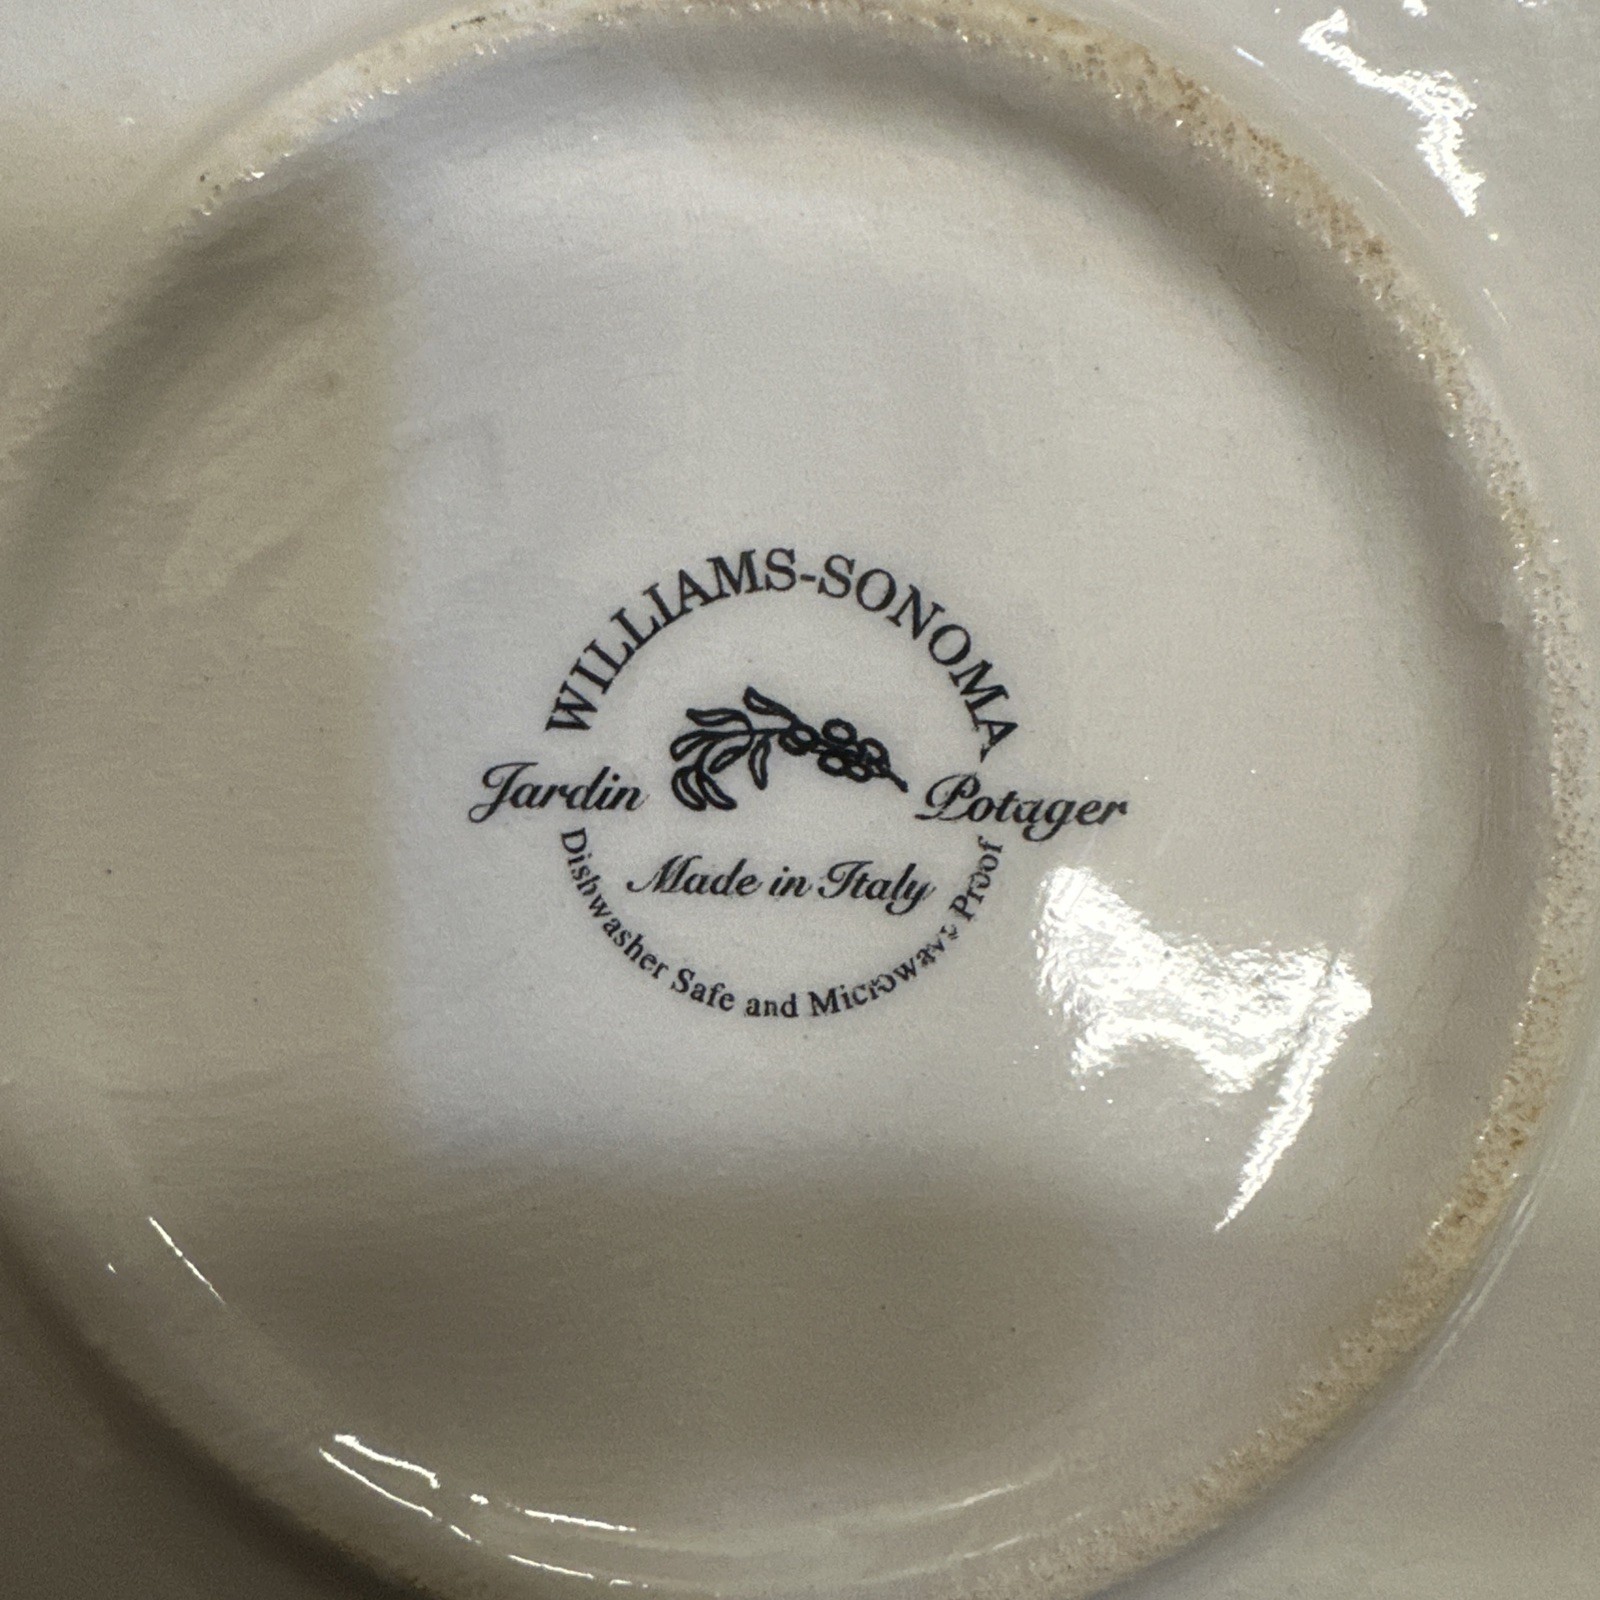 WILLIAMS-SONOMA
Jardin Potager
Made in Italy
Dishwasher Safe and Microwave Proof